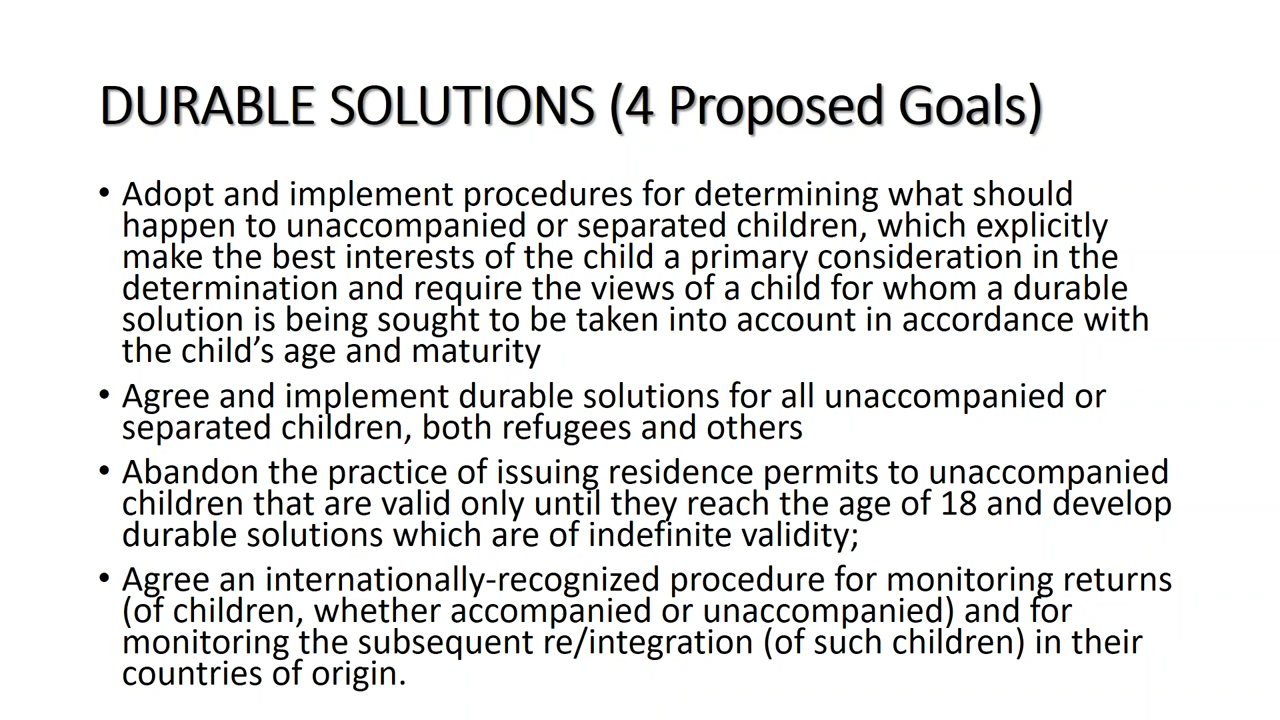 DURABLE SOLUTIONS (4 Proposed Goals)
• Adopt and implement procedures for determining what should
happen to unaccompanied or separated children, which explicitly
make the best interests of the child a primary consideration in the
determination and require the views of a child for whom a durable
solution is being sought to be taken into account in accordance with
the child’s age and maturity
• Agree and implement durable solutions for all unaccompanied or
separated children, both refugees and others
• Abandon the practice of issuing residence permits to unaccompanied
children that are valid only until they reach the age of 18 and develop
durable solutions which are of indefinite validity;
• Agree an internationally-recognized procedure for monitoring returns
(of children, whether accompanied or unaccompanied) and for
monitoring the subsequent re/integration (of such children) in their
countries of origin.